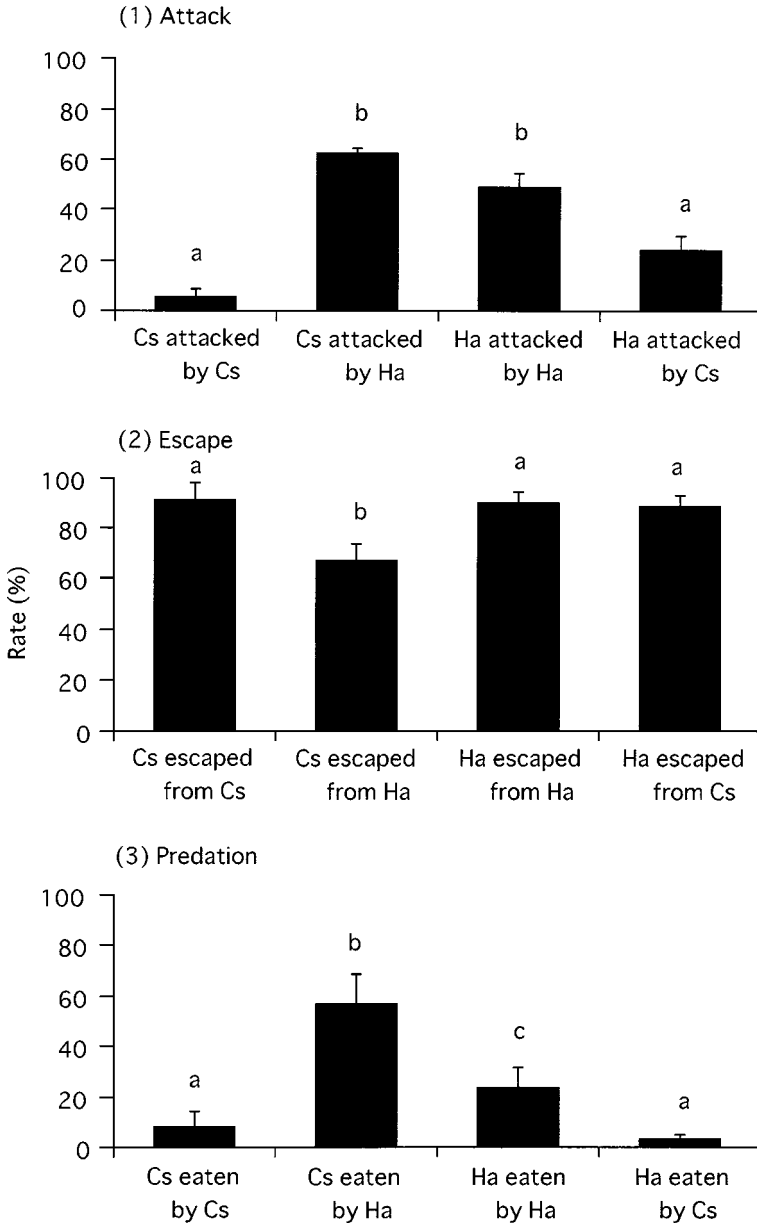 (1) Attack
100
80
60
40
20
0
b
b
a
a
Cs attacked by Cs
Cs attacked by Ha
Ha attacked by Ha
Ha attacked by Cs
(2) Escape
Rate (%)
100
80
60
40
20
0
a
a
a
b
Cs escaped from Cs
Cs escaped from Ha
Ha escaped from Ha
Ha escaped from Cs
(3) Predation
100
80
60
40
20
0
b
c
a
a
Cs eaten by Cs
Cs eaten by Ha
Ha eaten by Ha
Ha eaten by Cs